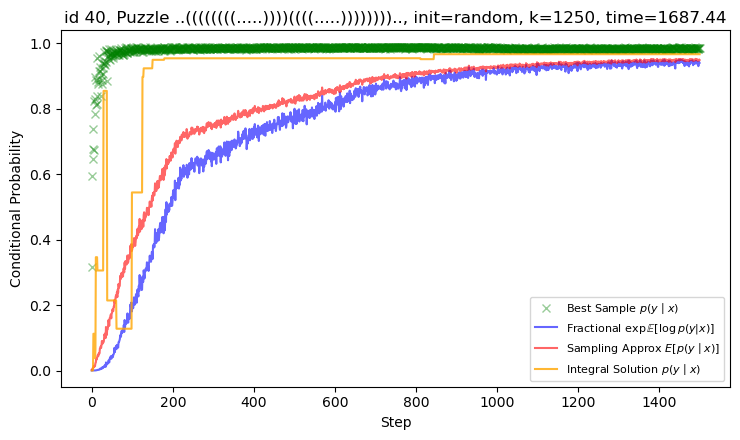 id 40, Puzzle ..((((((((.....))))((((.....)))))))).., init=random, k=1250, time=1687.44
Conditional Probability
1.0
0.8
0.6
0.4
0.2
0.0
Best Sample p(y | x)
Fractional exp 𝔼[log p(y|x)]
Sampling Approx E[p(y | x)]
Integral Solution p(y | x)
0 200 400 600 800 1000 1200 1400
Step